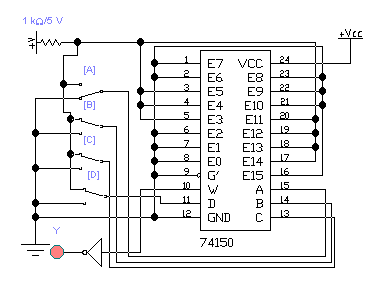 1 kΩ/5 V
+V
+Vcc
[A]
[B]
[C]
[D]
1 E7 VCC 24
2 E6 E8 23
3 E5 E9 22
4 E4 E10 21
5 E3 E11 20
6 E2 E12 19
7 E1 E13 18
8 E0 E14 17
9 G' E15 16
10 W A 15
11 D B 14
12 GND C 13
Y
74150